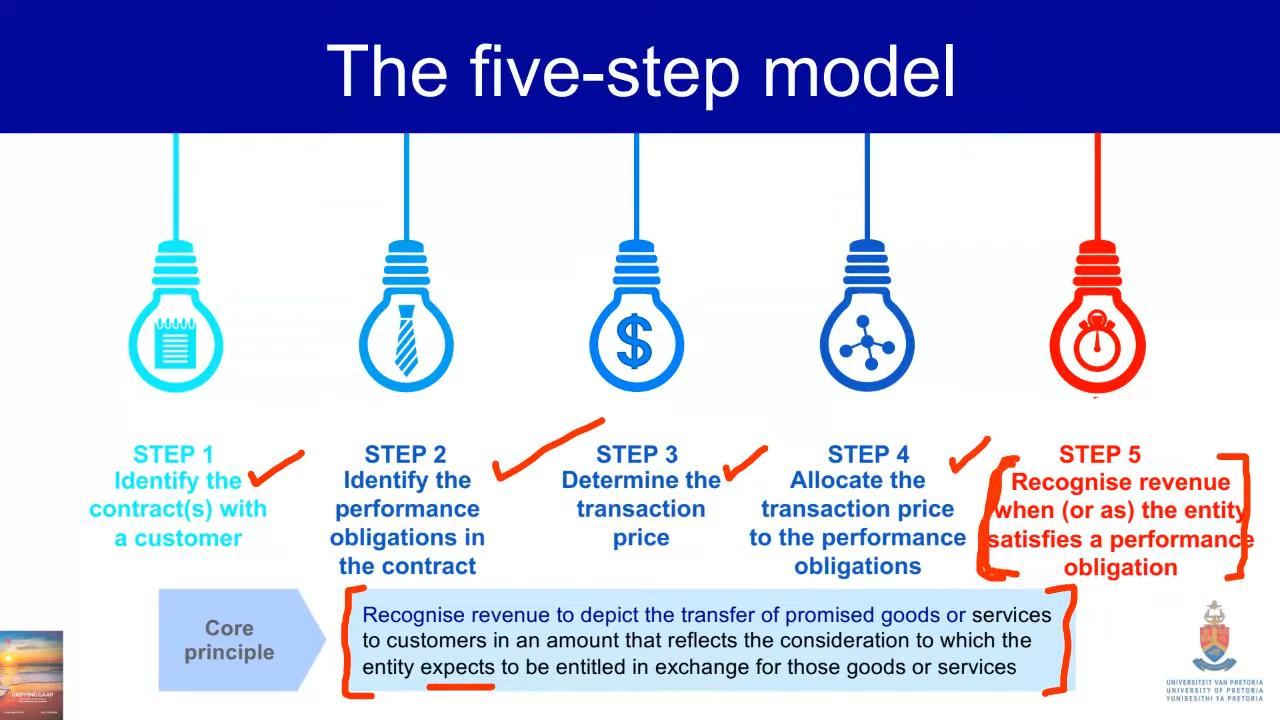 The five-step model
STEP 1
Identify the
contract(s) with
a customer
STEP 2
Identify the
performance
obligations in
the contract
STEP 3
Determine the
transaction
price
STEP 4
Allocate the
transaction price
to the performance
obligations
STEP 5
Recognise revenue
when (or as) the entity
satisfies a performance
obligation
Core
principle
Recognise revenue to depict the transfer of promised goods or services
to customers in an amount that reflects the consideration to which the
entity expects to be entitled in exchange for those goods or services
GRIPPING GAAP
UNIVERSITEIT VAN PRETORIA
UNIVERSITY OF PRETORIA
YUNIBESITHI YA PRETORIA